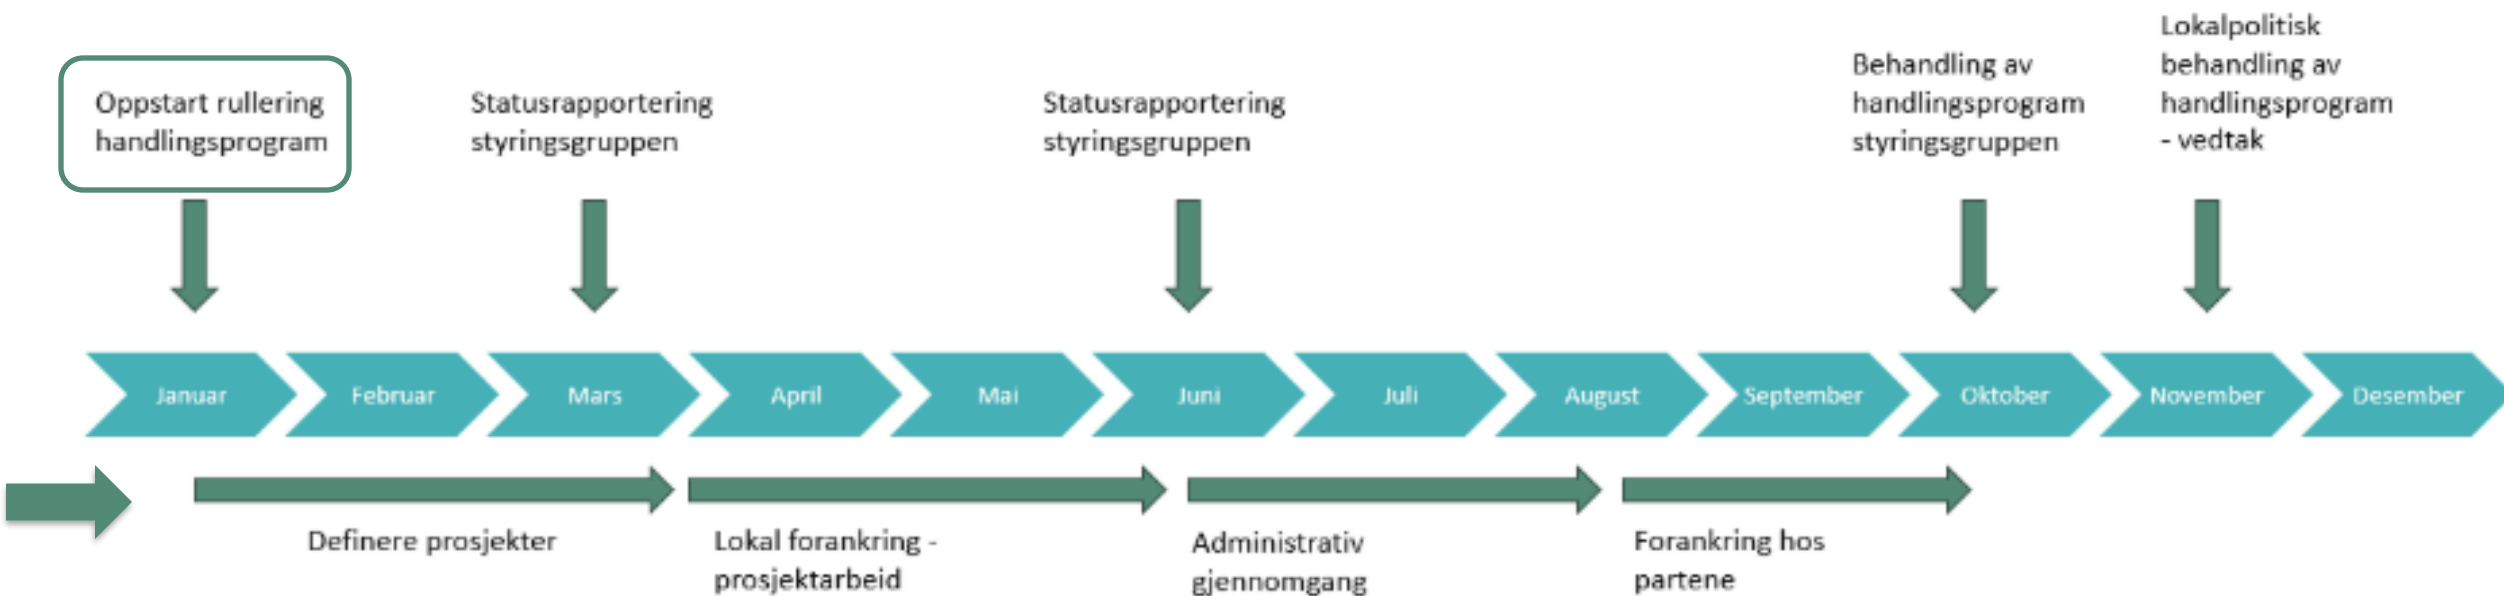 Oppstart rullering
handlingsprogram
Statusrapportering
styringsgruppen
Statusrapportering
styringsgruppen
Behandling av
handlingsprogram
styringsgruppen
Lokalpolitisk
behandling av
handlingsprogram
- vedtak
Januar
Februar
Mars
April
Mai
Juni
Juli
August
September
Oktober
November
Desember
Definere prosjekter
Lokal forankring -
prosjektarbeid
Administrativ
gjennomgang
Forankring hos
partene